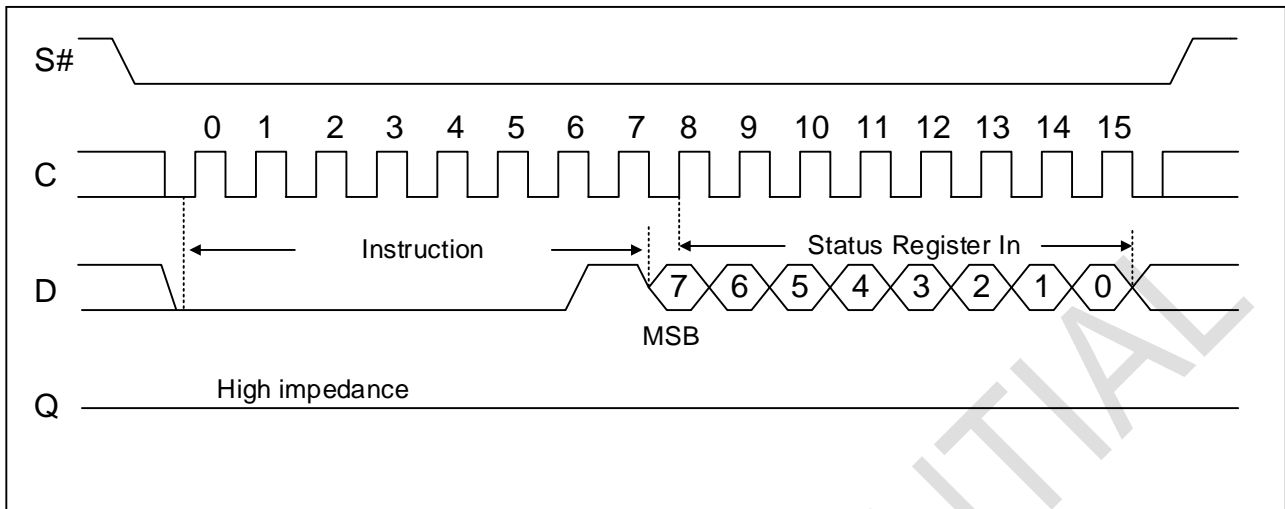 S#
0 1 2 3 4 5 6 7 8 9 10 11 12 13 14 15
C
Instruction
Status Register In
D
7 6 5 4 3 2 1 0
MSB
High impedance
Q
NTIAL